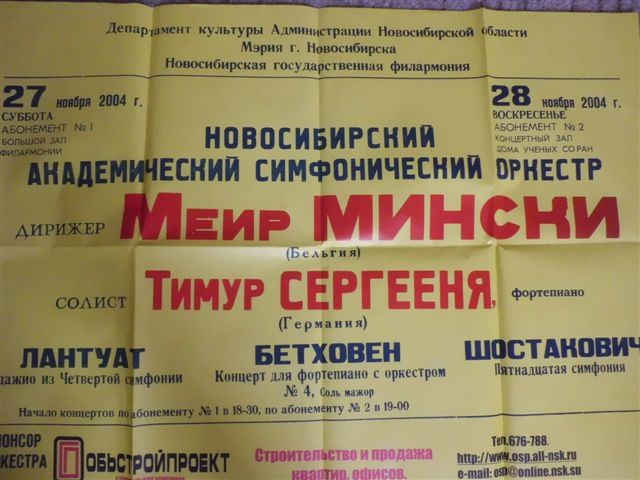 Департамент культуры Администрации Новосибирской области
Мэрия г. Новосибирска
Новосибирская государственная филармония
27 ноября 2004 г.
СУББОТА
АБОНЕМЕНТ № 1
БОЛЬШОЙ ЗАЛ
ФИЛАРМОНИИ
28 ноября 2004 г.
ВОСКРЕСЕНЬЕ
АБОНЕМЕНТ № 2
КОНЦЕРТНЫЙ ЗАЛ
ДОМА УЧЕНЫХ СО РАН
НОВОСИБИРСКИЙ
АКАДЕМИЧЕСКИЙ СИМФОНИЧЕСКИЙ ОРКЕСТР
ДИРИЖЕР МЕИР МИНСКИ
(Бельгия)
СОЛИСТ ТИМУР СЕРГЕЕНЯ, фортепиано
(Германия)
ЛАНТУАТ
дажио из Четвертой симфонии
БЕТХОВЕН
Концерт для фортепиано с оркестром
№ 4, Соль мажор
ШОСТАКОВИЧ
Пятнадцатая симфония
Начало концертов по абонементу № 1 в 18-30, по абонементу № 2 в 19-00
ОНСОР
КЕСТРА
ОБЬСТРОЙПРОЕКТ
Строительство и продажа
квартир, офисов.
Тел. 676-788.
http://www.osp.all-nsk.ru
e-mail: osp@online.nsk.su